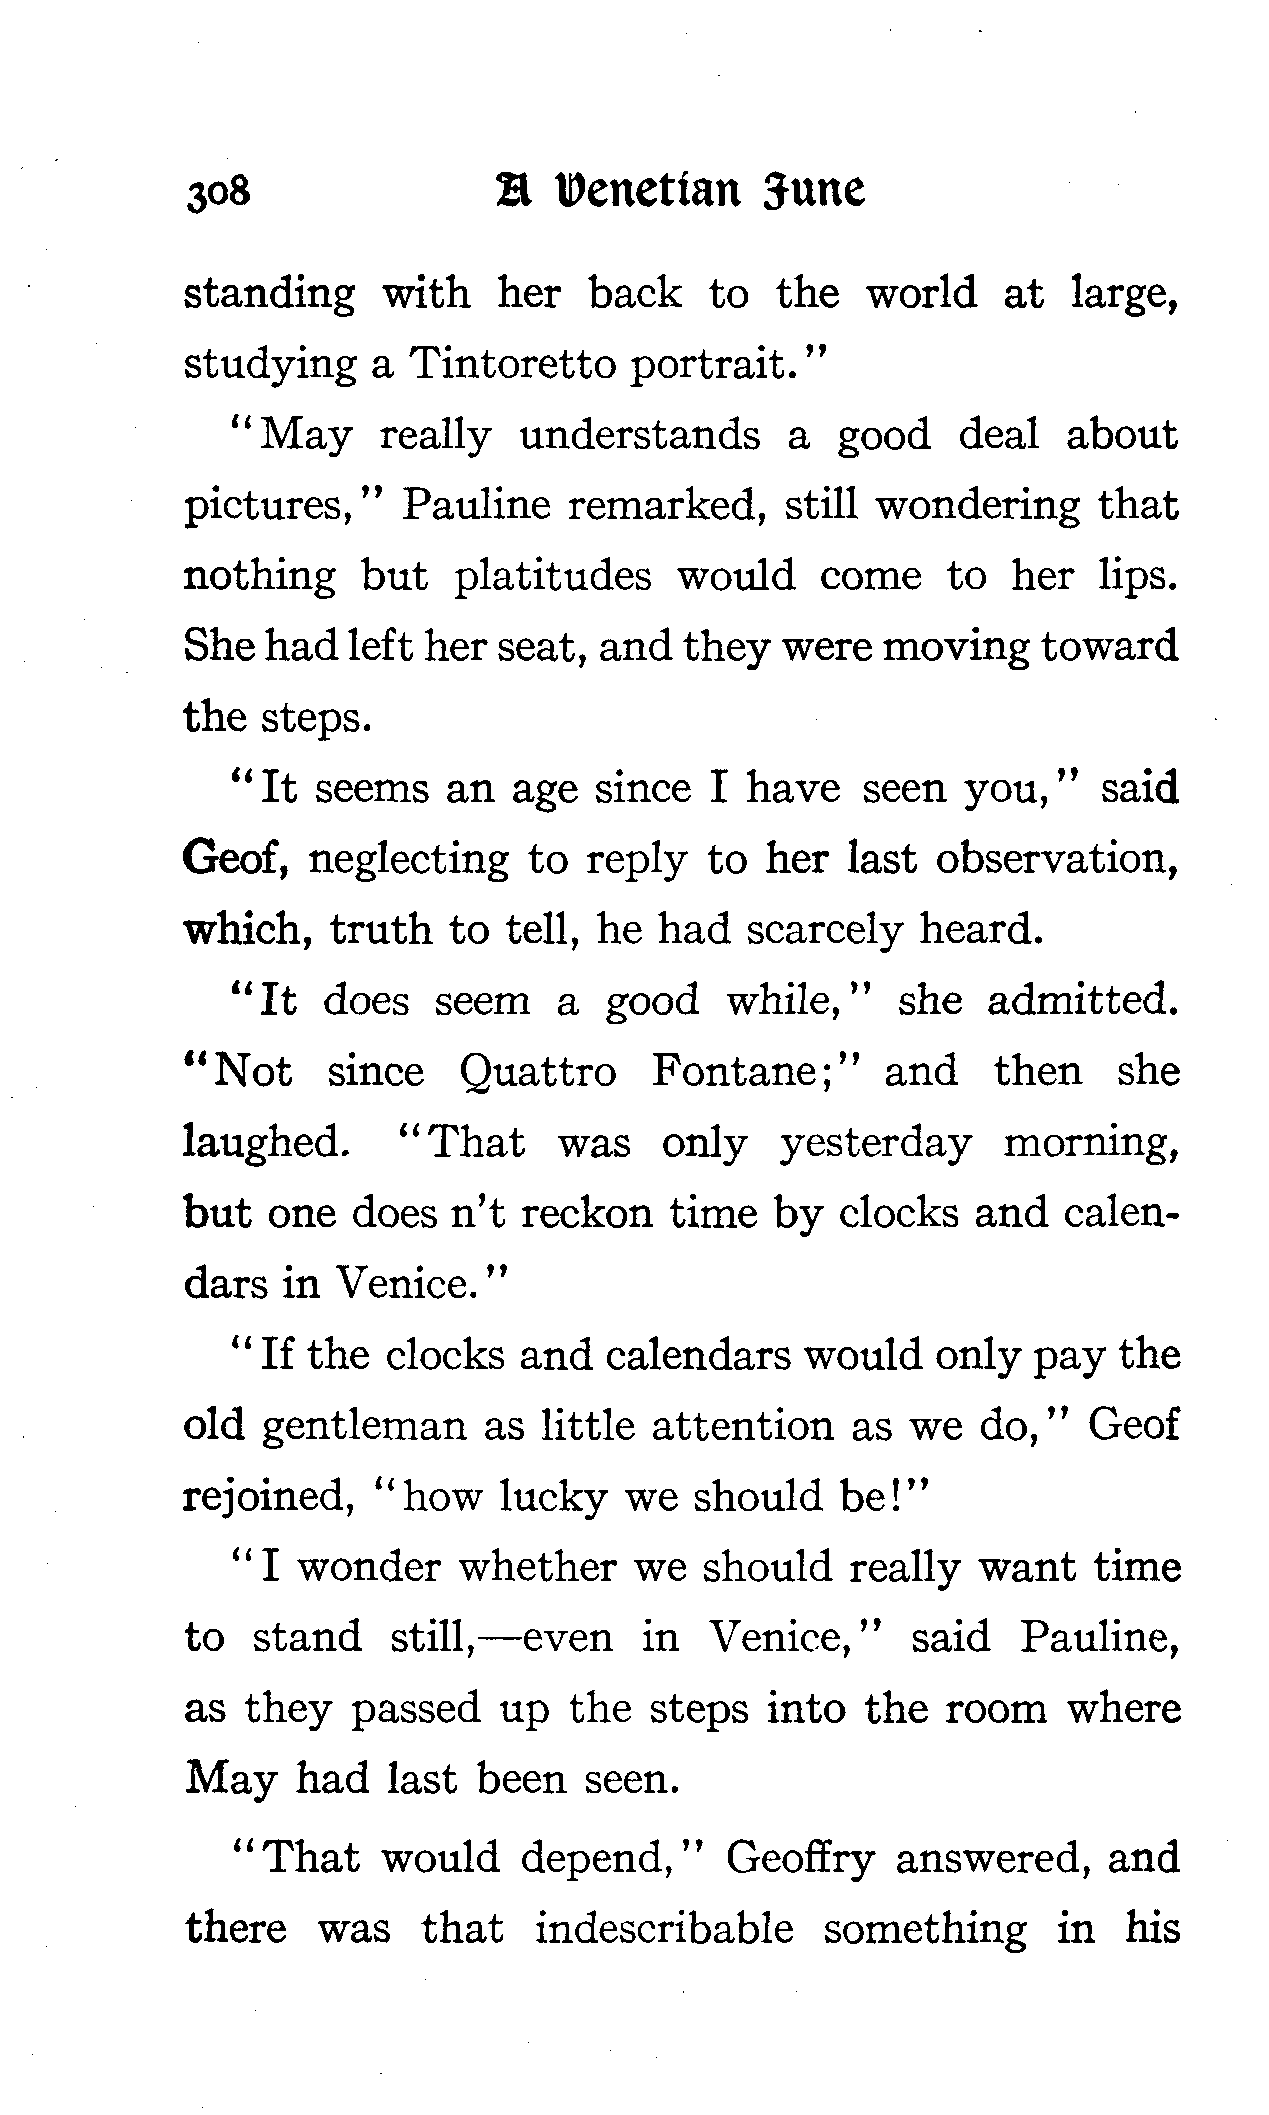 308 A Venetian June
standing with her back to the world at large,
studying a Tintoretto portrait."
"May really understands a good deal about
pictures," Pauline remarked, still wondering that
nothing but platitudes would come to her lips.
She had left her seat, and they were moving toward
the steps.
"It seems an age since I have seen you," said
Geof, neglecting to reply to her last observation,
which, truth to tell, he had scarcely heard.
"It does seem a good while," she admitted.
"Not since Quattro Fontane;" and then she
laughed. "That was only yesterday morning,
but one does n't reckon time by clocks and calen-
dars in Venice."
"If the clocks and calendars would only pay the
old gentleman as little attention as we do," Geof
rejoined, "how lucky we should be!"
"I wonder whether we should really want time
to stand still,—even in Venice," said Pauline,
as they passed up the steps into the room where
May had last been seen.
"That would depend," Geoffry answered, and
there was that indescribable something in his